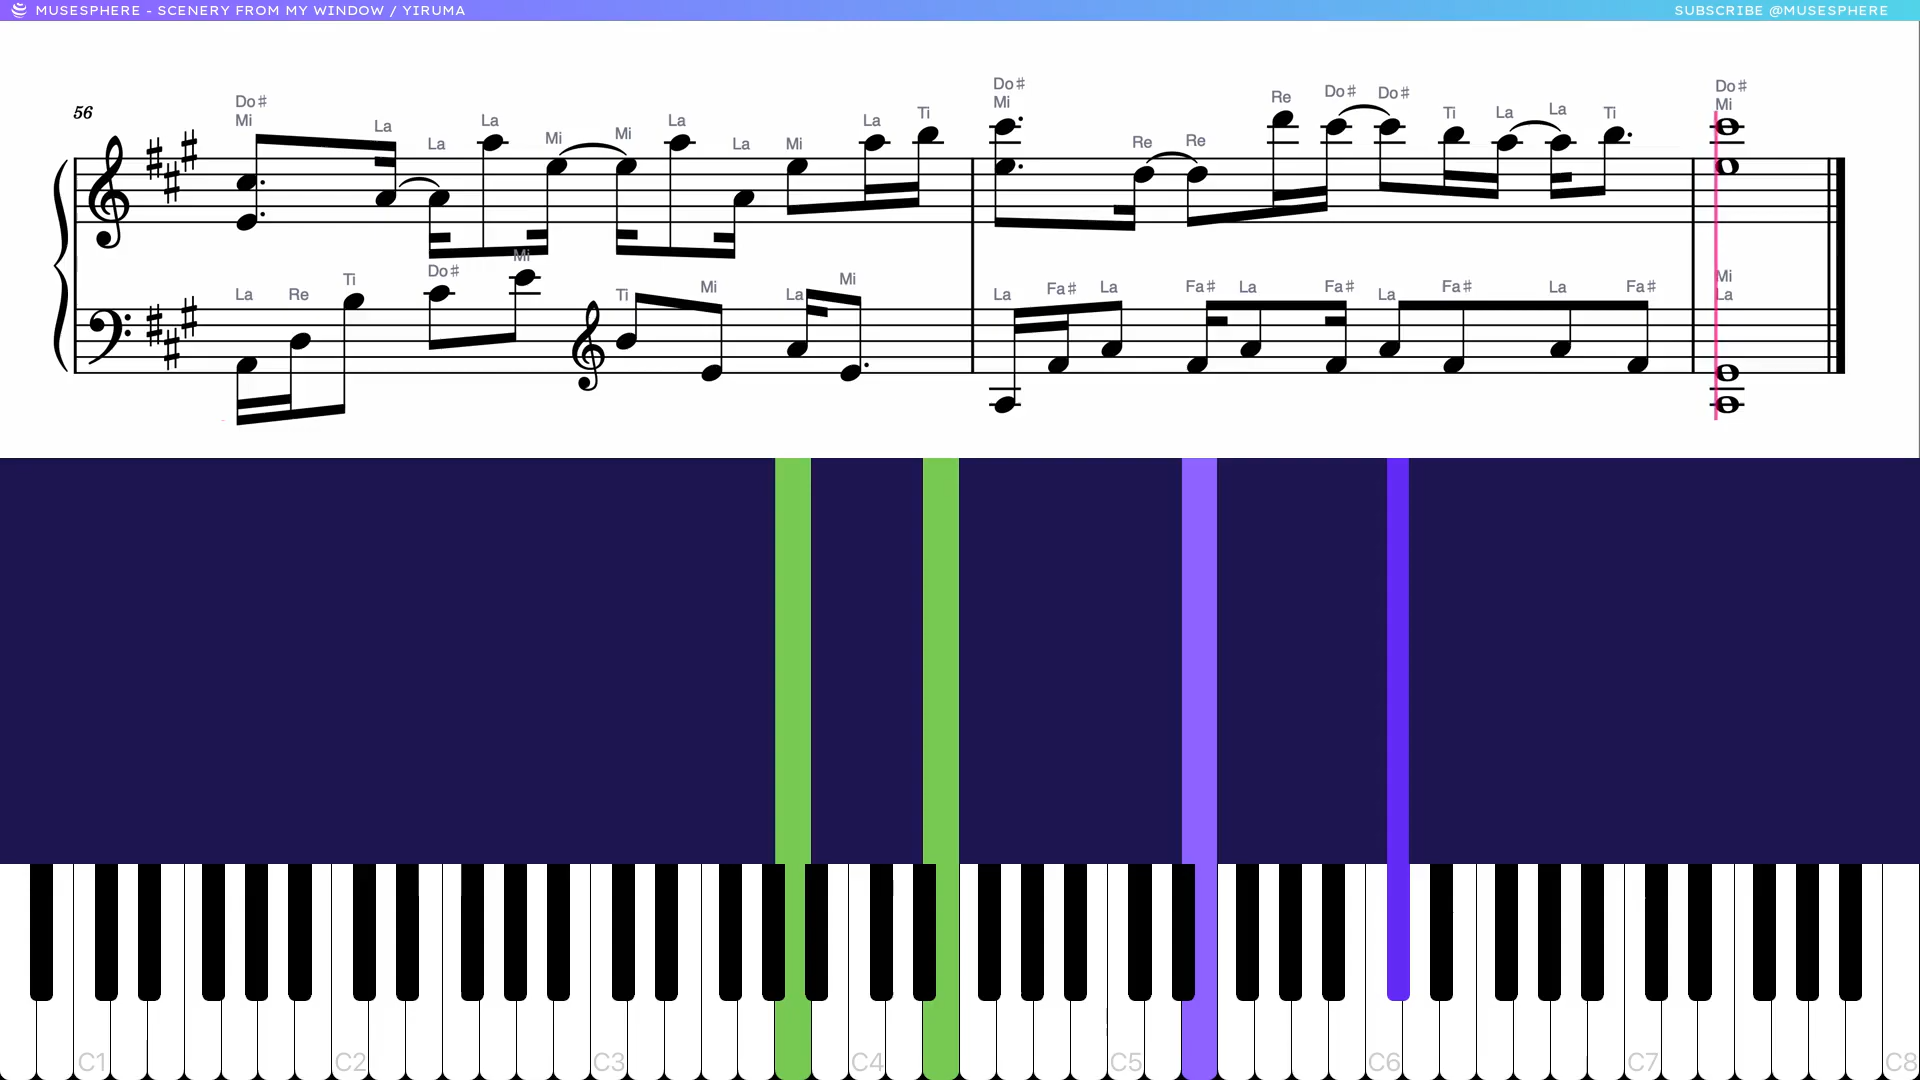 MUSESPHERE - SCENERY FROM MY WINDOW / YIRUMA
SUBSCRIBE @MUSESPHERE
56
Do♯ Mi La La La Mi Mi La La Mi La Ti Do♯ Mi Re Re Re Do♯ Do♯ Ti La La Ti Do♯ Mi
La Re Ti Do♯ Mi Ti Mi La Mi La Fa♯ La Fa♯ La Fa♯ La Fa♯ La Fa♯ Mi La
C1 C2 C3 C4 C5 C6 C7 C8